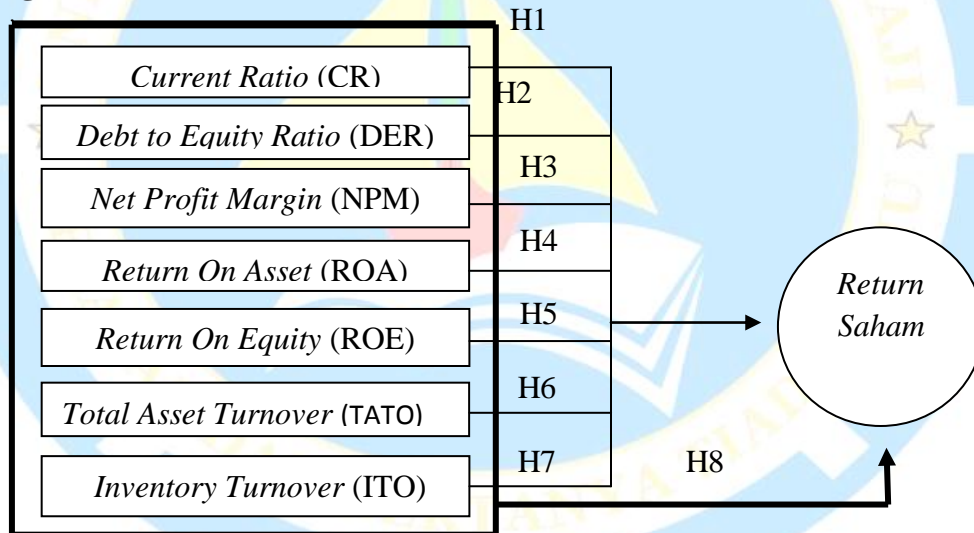 H1
Current Ratio (CR)
H2
Debt to Equity Ratio (DER)
H3
Net Profit Margin (NPM)
H4
Return On Asset (ROA)
H5
Return On Equity (ROE)
H6
Total Asset Turnover (TATO)
H7
Inventory Turnover (ITO)
H8
Return
Saham